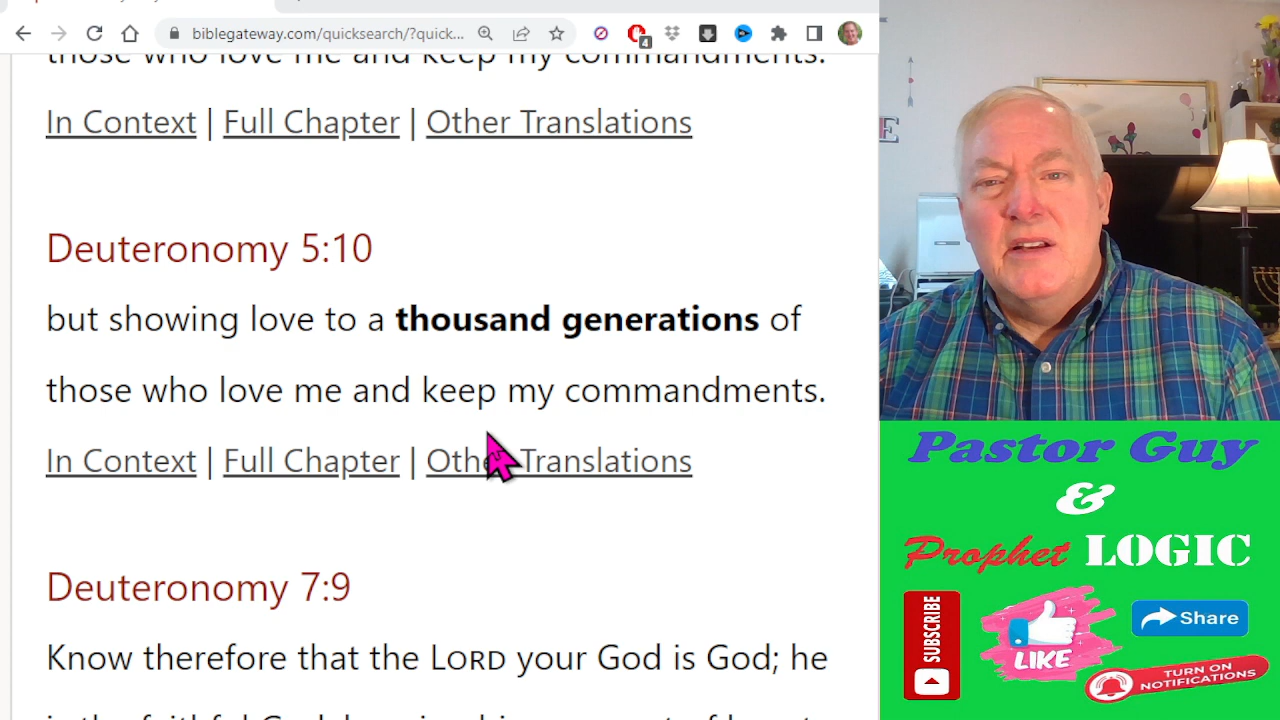 biblegateway.com/quicksearch/?quick...
4
those who love me and keep my commandments.
In Context | Full Chapter | Other Translations
Deuteronomy 5:10
but showing love to a thousand generations of
those who love me and keep my commandments.
In Context | Full Chapter | Translations
Deuteronomy 7:9
Know therefore that the LORD your God is God; he
E
Pastor Guy
&
Prophet LOGIC
SUBSCRIBE
LIKE
Share
TURN ON
NOTIFICATIONS